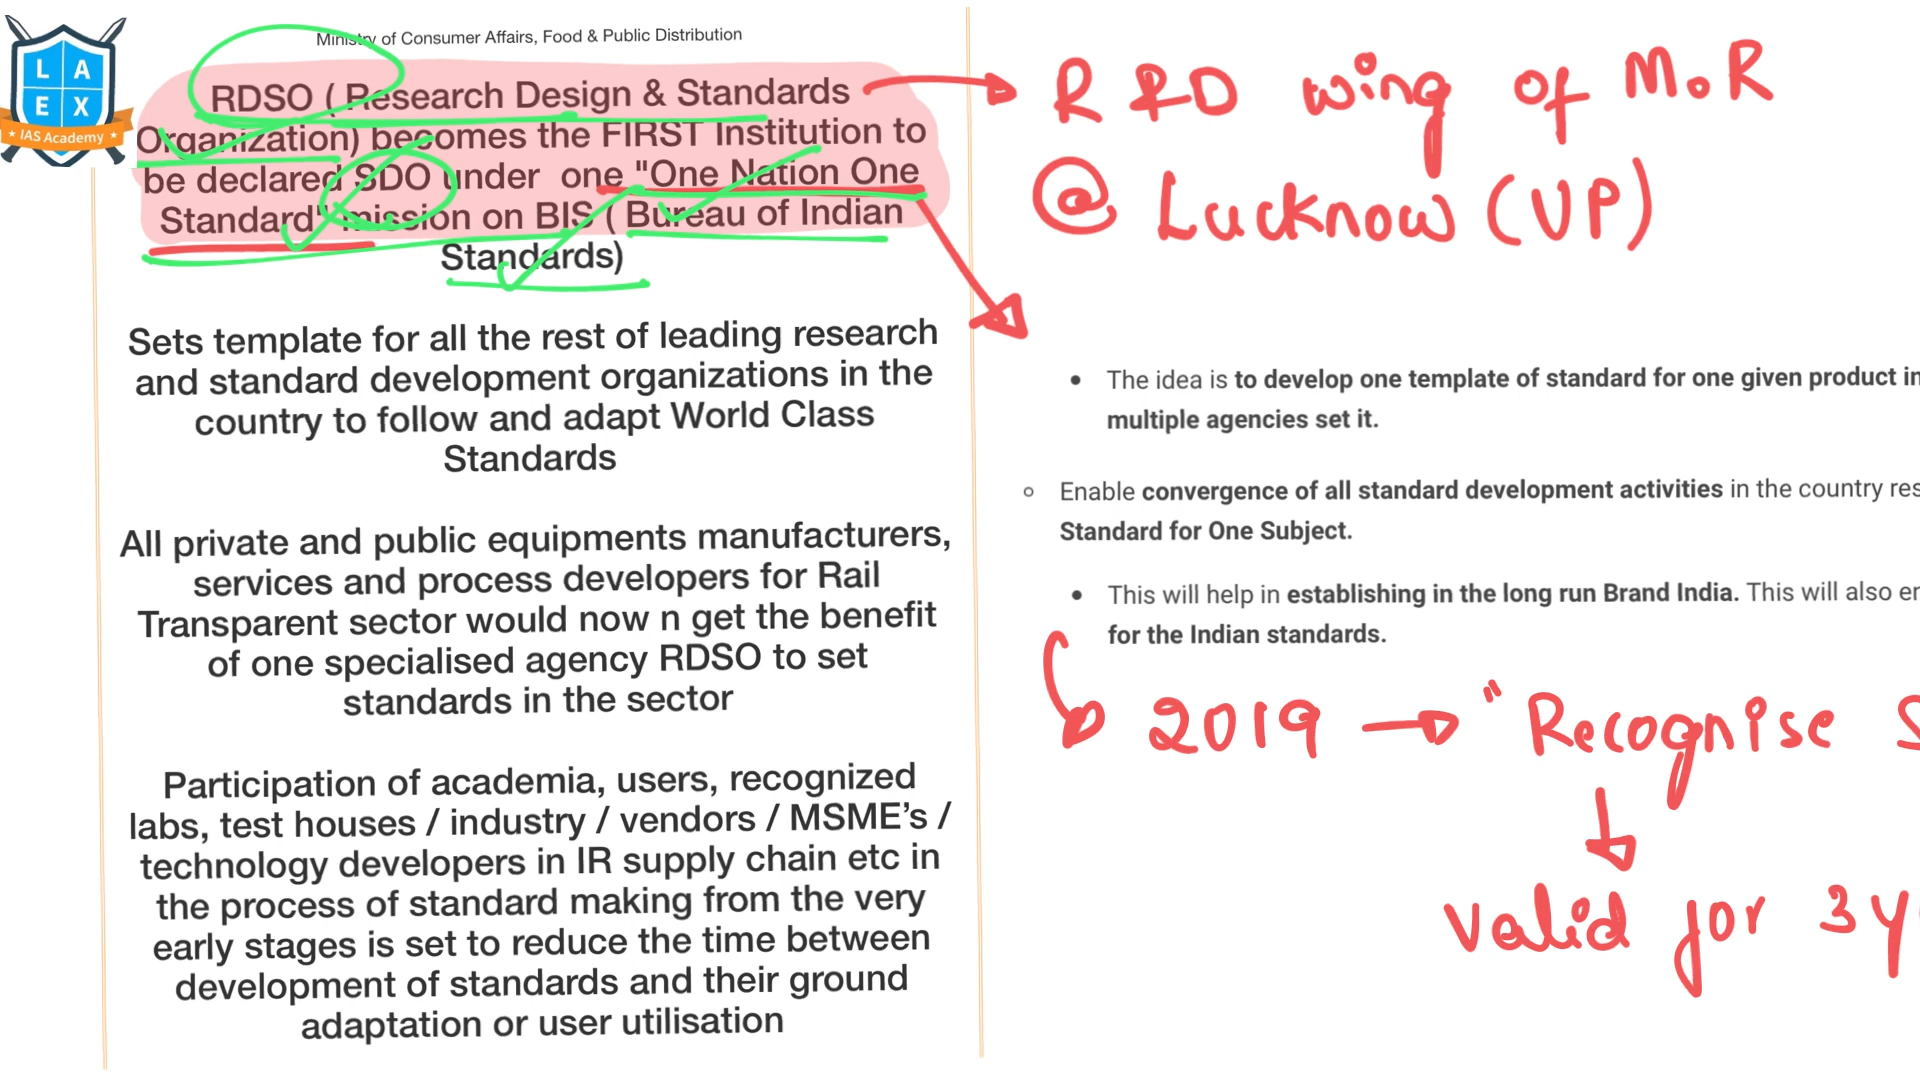 L A
E X
IAS Academy
Ministry of Consumer Affairs, Food & Public Distribution
RDSO ( Research Design & Standards
Organization) becomes the FIRST Institution to
be declared SDO under one "One Nation One
Standard" mission on BIS ( Bureau of Indian
Standards)
Sets template for all the rest of leading research
and standard development organizations in the
country to follow and adapt World Class
Standards
All private and public equipments manufacturers,
services and process developers for Rail
Transparent sector would now n get the benefit
of one specialised agency RDSO to set
standards in the sector
Participation of academia, users, recognized
labs, test houses / industry / vendors / MSME's /
technology developers in IR supply chain etc in
the process of standard making from the very
early stages is set to reduce the time between
development of standards and their ground
adaptation or user utilisation
R &D wing of M.R
@ Lucknow (UP)
The idea is to develop one template of standard for one given product in
multiple agencies set it.
Enable convergence of all standard development activities in the country res
Standard for One Subject.
This will help in establishing in the long run Brand India. This will also en
for the Indian standards.
2019 → "Recognise S
Valid for 3 y